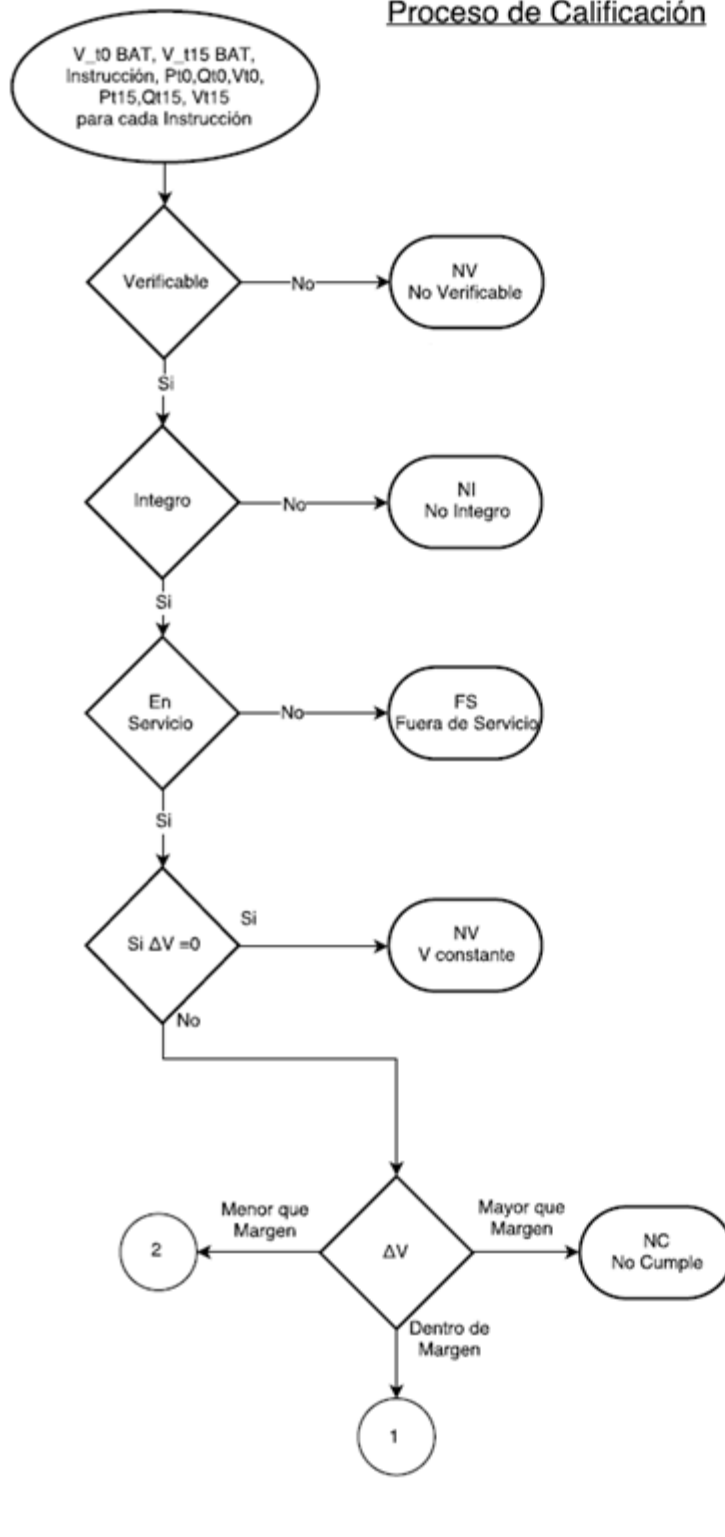 Proceso de Calificación
V_t0 BAT, V_t15 BAT,
Instrucción, Pt0,Qt0,Vt0,
Pt15,Qt15, Vt15
para cada Instrucción
Verificable
No
NV
No Verificable
Si
Integro
No
NI
No Integro
Si
En
Servicio
No
FS
Fuera de Servicio
Si
Si ΔV =0
Si
NV
V constante
No
Menor que
Margen
Mayor que
Margen
2
ΔV
NC
No Cumple
Dentro de
Margen
1